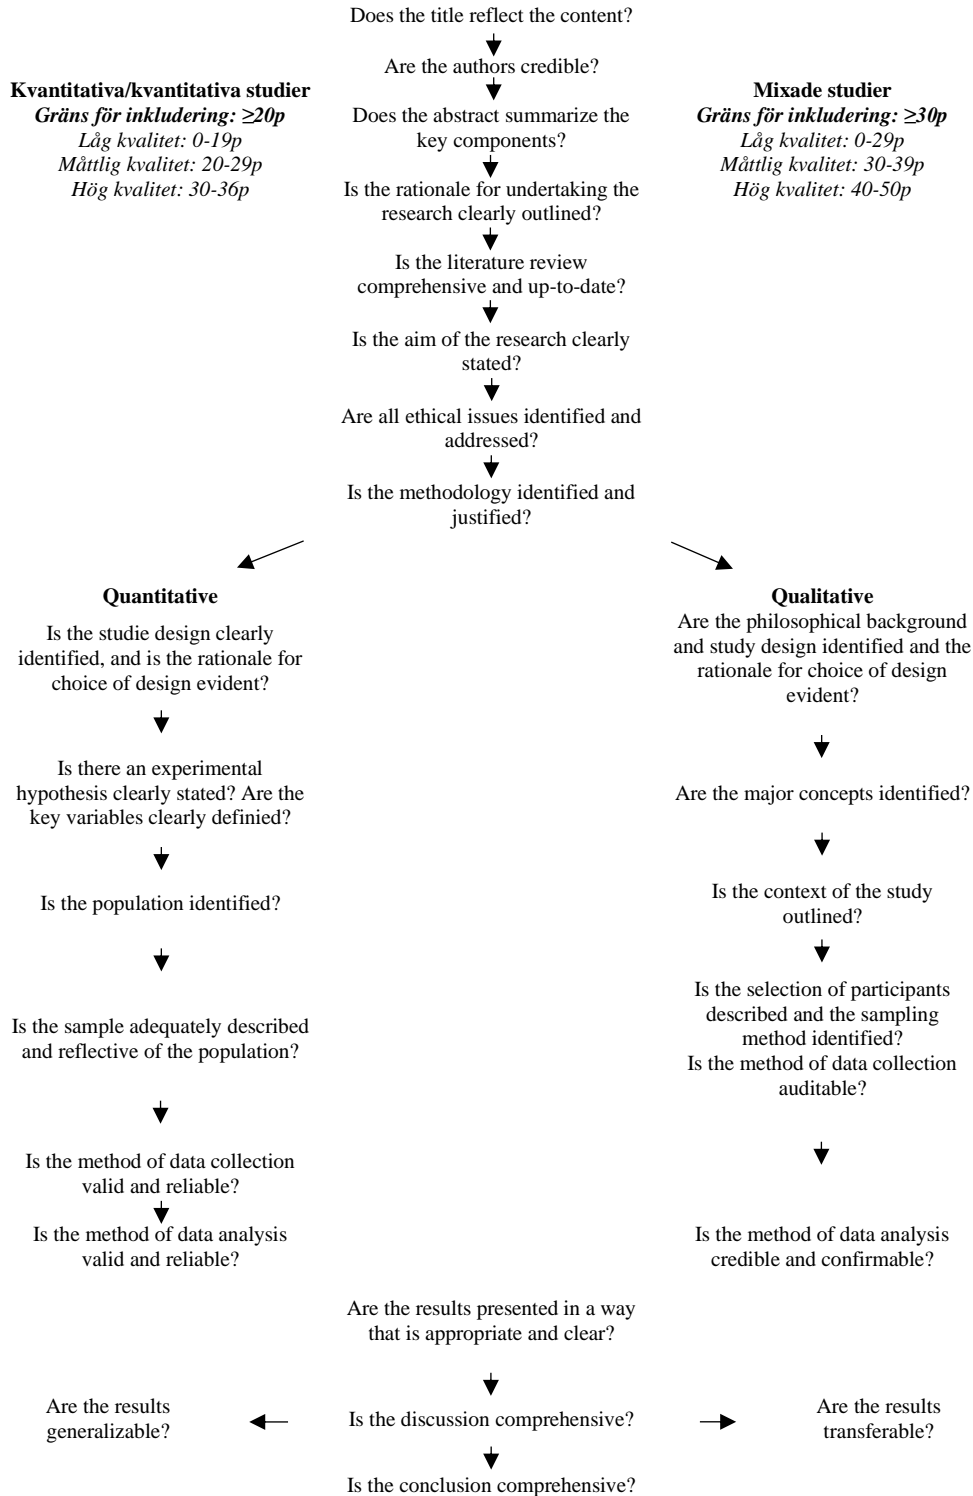 Does the title reflect the content?
Are the authors credible?
Kvantitativa/kvantitativa studier
Gräns för inkludering: ≥20p
Låg kvalitet: 0-19p
Måttlig kvalitet: 20-29p
Hög kvalitet: 30-36p
Mixade studier
Gräns för inkludering: ≥30p
Låg kvalitet: 0-29p
Måttlig kvalitet: 30-39p
Hög kvalitet: 40-50p
Does the abstract summarize the
key components?
Is the rationale for undertaking the
research clearly outlined?
Is the literature review
comprehensive and up-to-date?
Is the aim of the research clearly
stated?
Are all ethical issues identified and
addressed?
Is the methodology identified and
justified?
Quantitative
Is the studie design clearly
identified, and is the rationale for
choice of design evident?
Is there an experimental
hypothesis clearly stated? Are the
key variables clearly definied?
Is the population identified?
Is the sample adequately described
and reflective of the population?
Is the method of data collection
valid and reliable?
Is the method of data analysis
valid and reliable?
Qualitative
Are the philosophical background
and study design identified and the
rationale for choice of design
evident?
Are the major concepts identified?
Is the context of the study
outlined?
Is the selection of participants
described and the sampling
method identified?
Is the method of data collection
auditable?
Is the method of data analysis
credible and confirmable?
Are the results presented in a way
that is appropriate and clear?
Are the results
generalizable?
Is the discussion comprehensive?
Are the results
transferable?
Is the conclusion comprehensive?